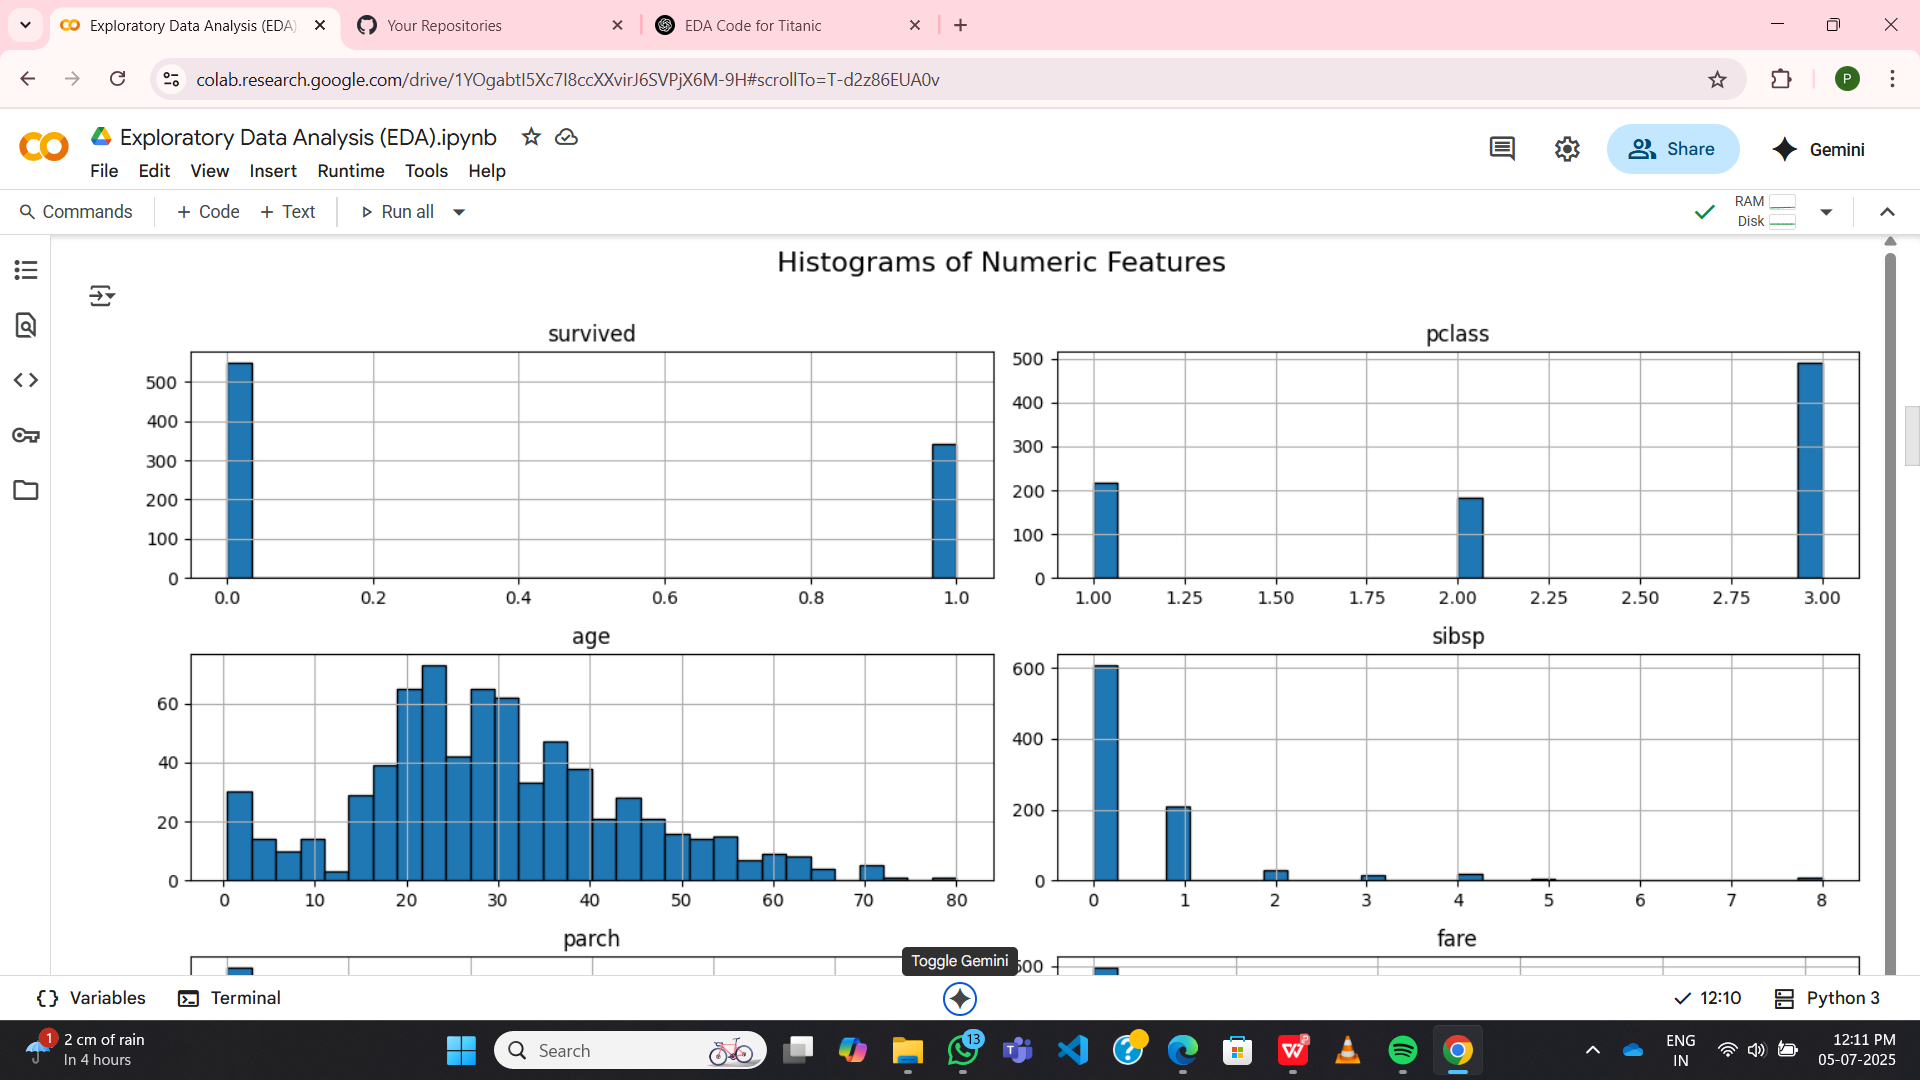 Exploratory Data Analysis (EDA)
Your Repositories
EDA Code for Titanic
colab.research.google.com/drive/1YOgabtI5Xc7I8ccXXvirJ6SVPjX6M-9H#scrollTo=T-d2z86EUA0v
P
Exploratory Data Analysis (EDA).ipynb
File Edit View Insert Runtime Tools Help
Share
Gemini
Commands
+ Code + Text
Run all
RAM
Disk
Histograms of Numeric Features
survived
500
400
300
200
100
0
0.0 0.2 0.4 0.6 0.8 1.0
pclass
500
400
300
200
100
0
1.00 1.25 1.50 1.75 2.00 2.25 2.50 2.75 3.00
age
60
40
20
0
0 10 20 30 40 50 60 70 80
sibsp
600
400
200
0
0 1 2 3 4 5 6 7 8
parch
fare
500
Toggle Gemini
Variables
Terminal
12:10
Python 3
1
2 cm of rain
In 4 hours
Search
13
ENG
IN
12:11 PM
05-07-2025